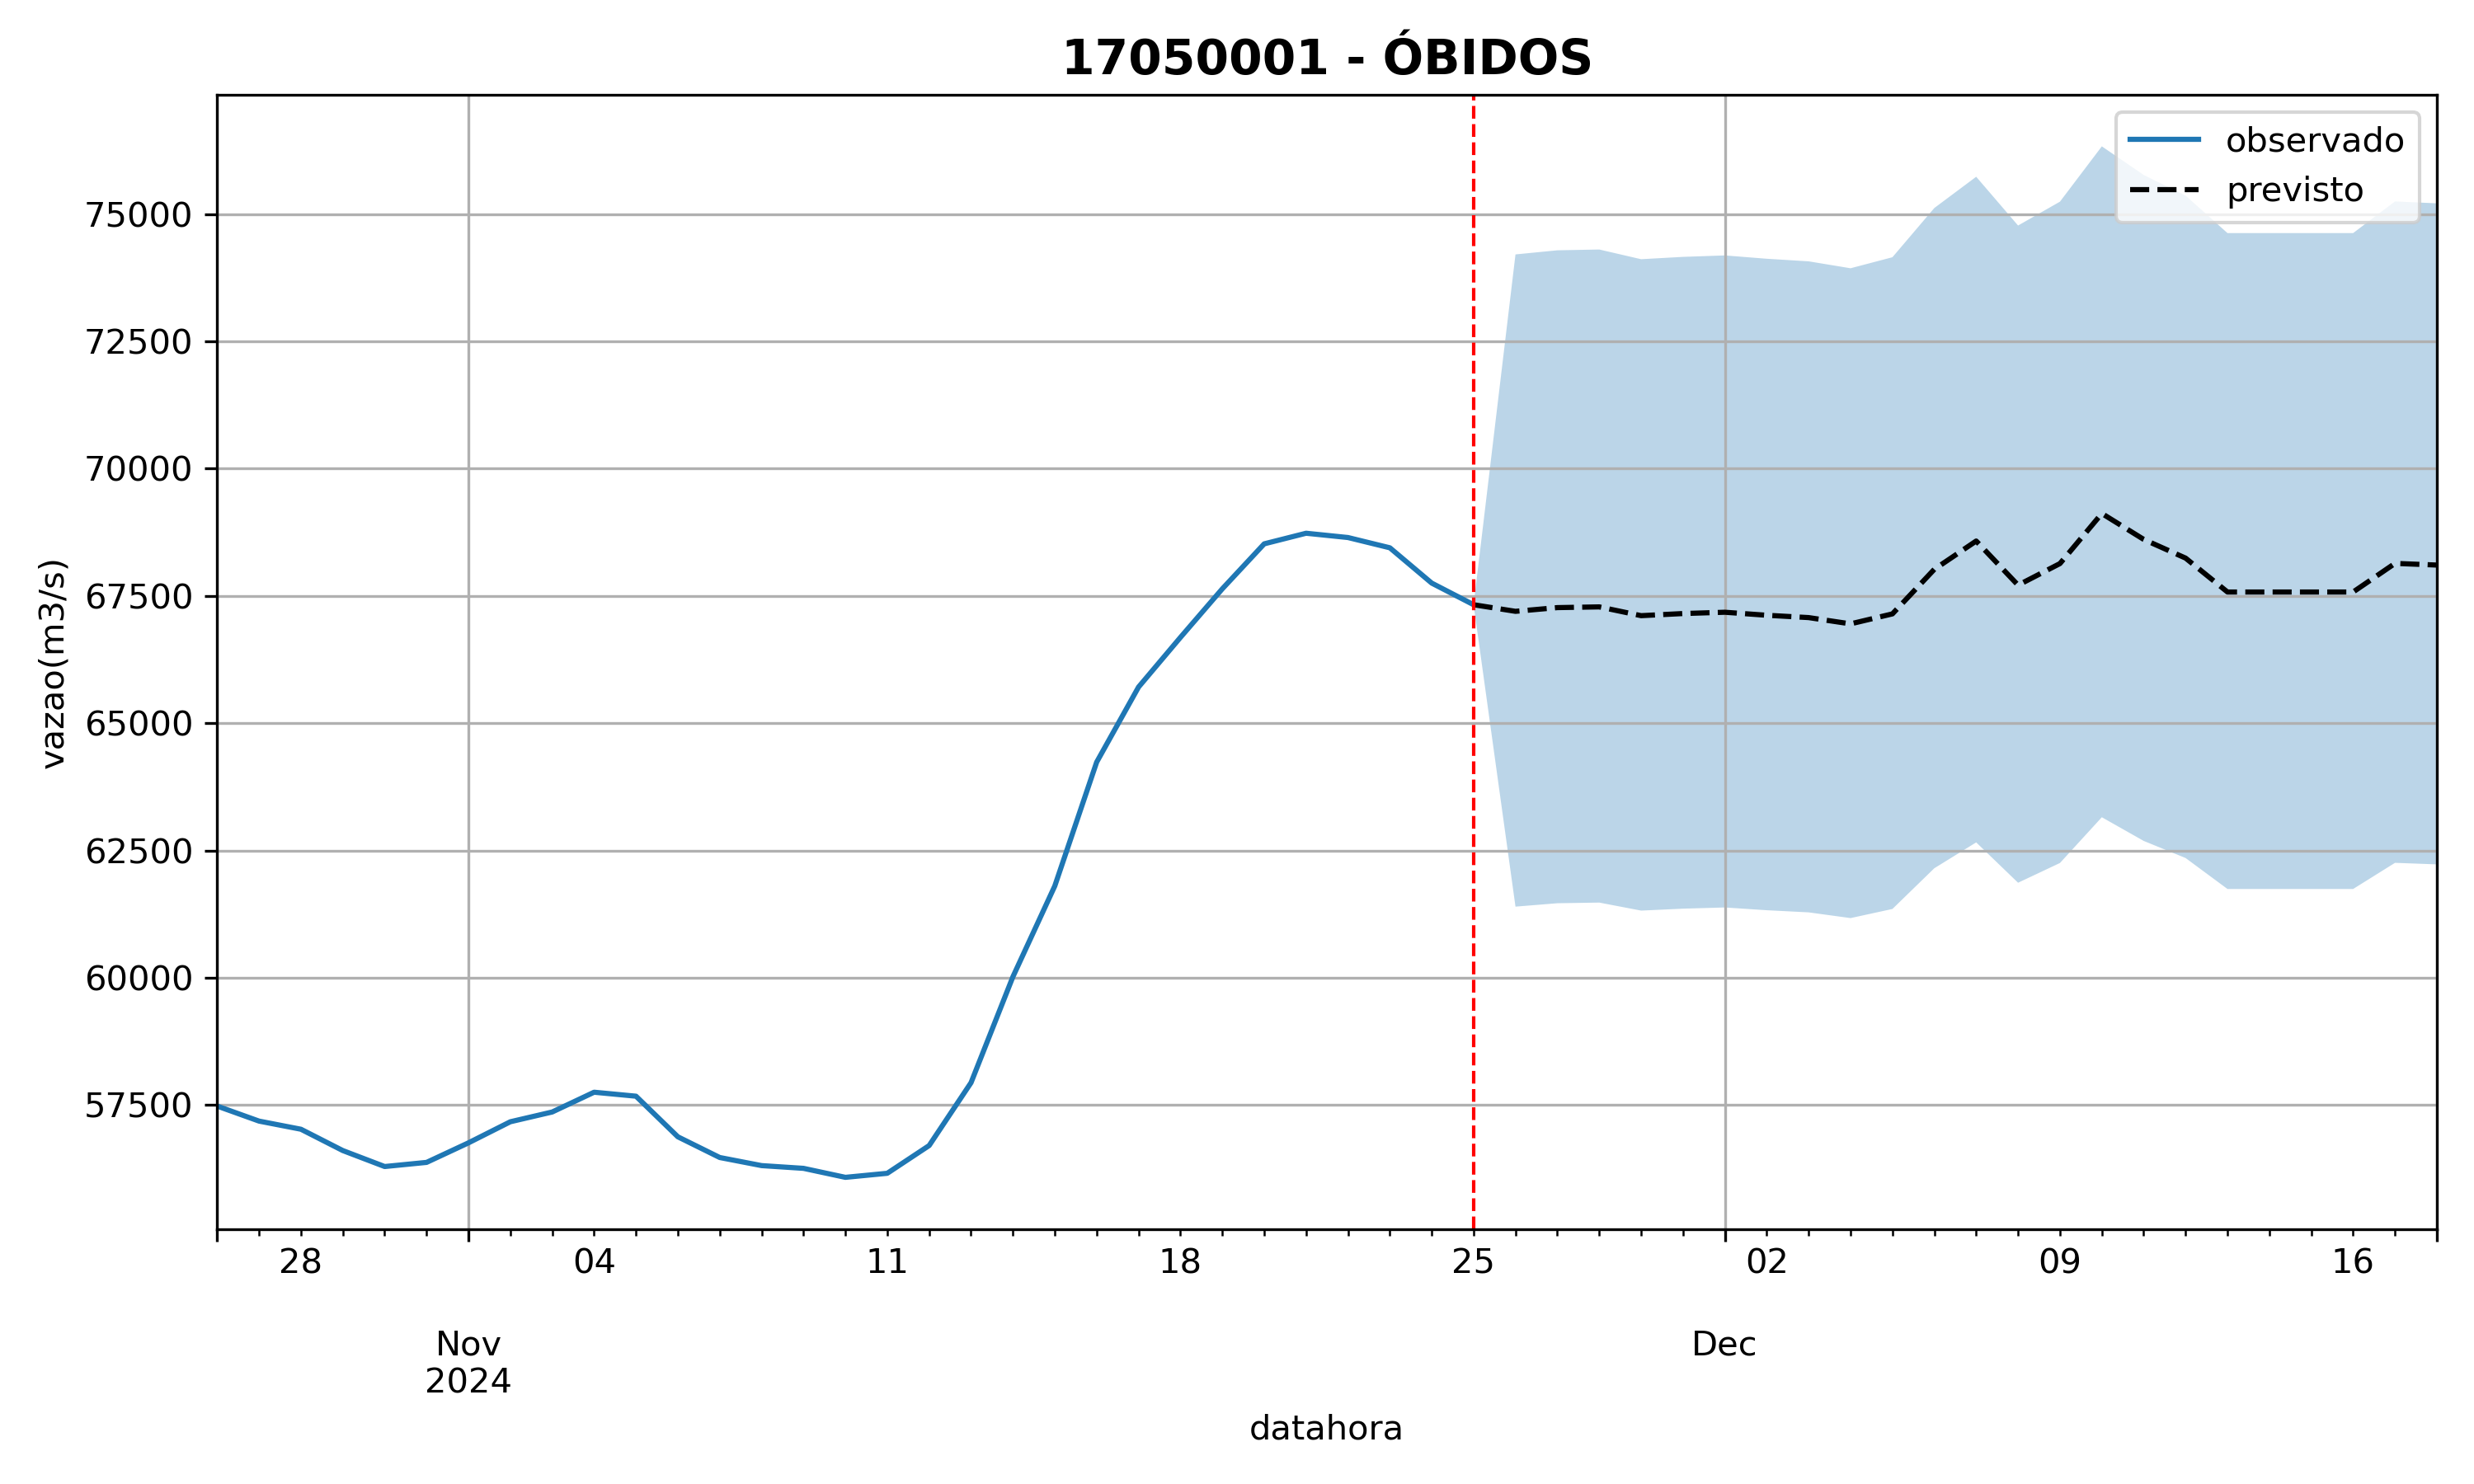 17050001 - ÓBIDOS
observado
previsto
75000
72500
70000
67500
65000
62500
60000
57500
vazao(m3/s)
28 04 11 18 25 02 09 16
Nov Dec
2024
datahora